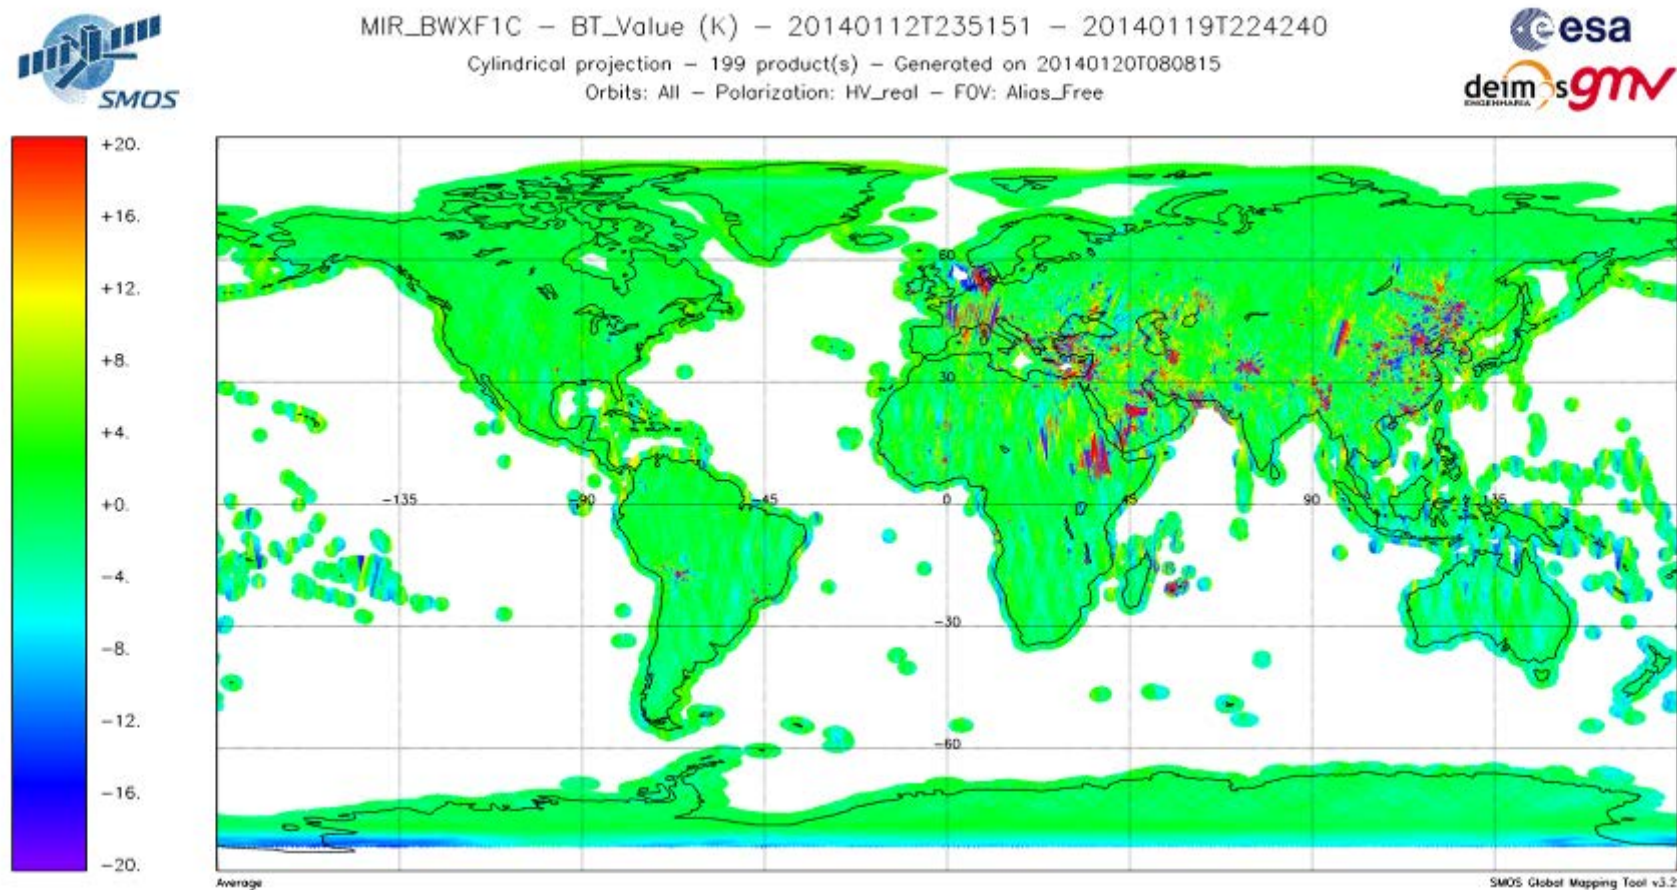 MIR_BWXF1C - BT_Value (K) - 20140112T235151 - 20140119T224240
Cylindrical projection - 199 product(s) - Generated on 20140120T080815
Orbits: All - Polarization: HV_real - FOV: Alias_Free
SMOS
esa
deimos gmv
ENGENHARIA
+20.
+16.
+12.
+8.
+4.
+0.
-4.
-8.
-12.
-16.
-20.
60
30
-135 -90 -45 0 45 90 135
-30
-60
Average
SMOS Global Mapping Tool